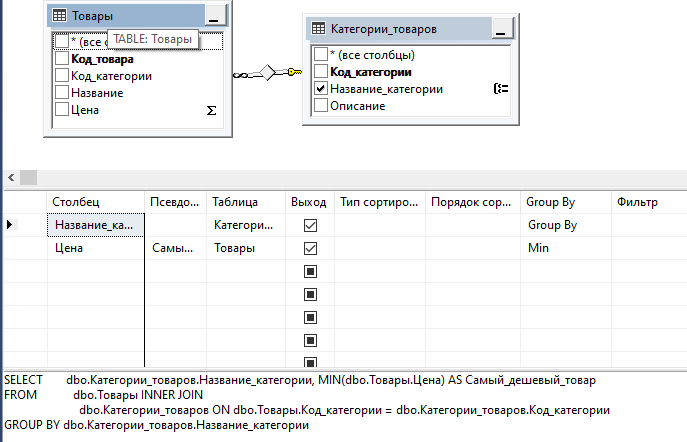 Товары
TABLE: Товары
* (все
Код_товара
Код_категории
Название
Цена
Категории_товаров
* (все столбцы)
Код_категории
Название_категории
Описание
Столбец Псевдо... Таблица Выход Тип сортиро... Порядок сор... Group By Фильтр
Название_ка... Категори... Group By
Цена Самы... Товары Min
SELECT dbo.Категории_товаров.Название_категории, MIN(dbo.Товары.Цена) AS Самый_дешевый_товар
FROM dbo.Товары INNER JOIN
dbo.Категории_товаров ON dbo.Товары.Код_категории = dbo.Категории_товаров.Код_категории
GROUP BY dbo.Категории_товаров.Название_категории